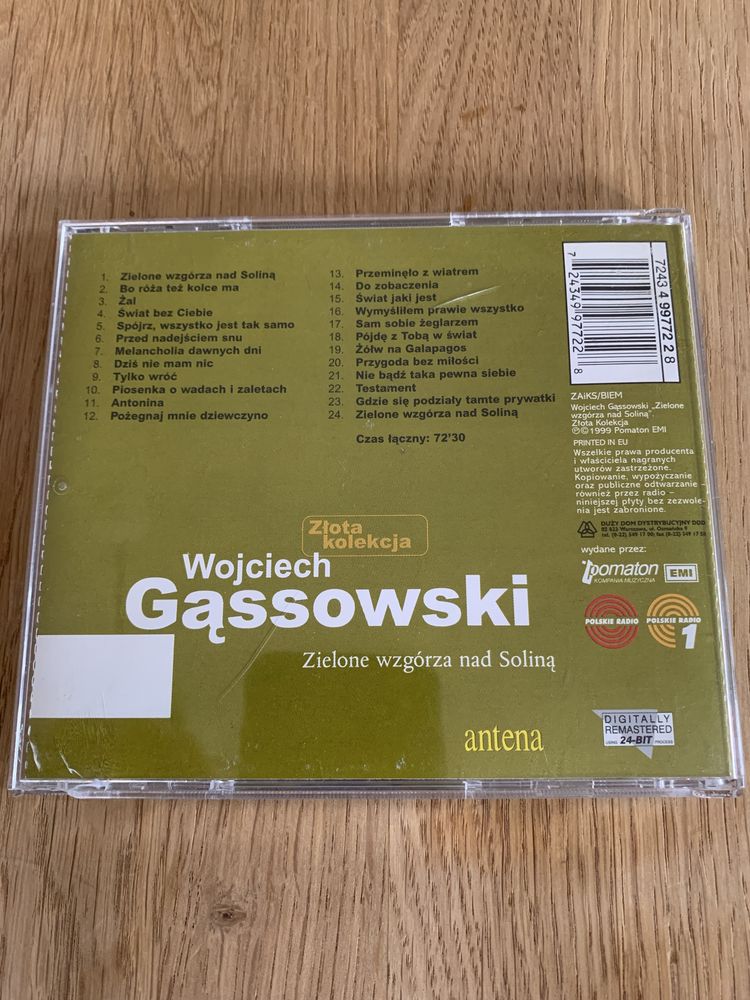 1. Zielone wzgórza nad Soliną
2. Bo róża też kolce ma
3. Żal
4. Świat bez Ciebie
5. Spójrz, wszystko jest tak samo
6. Przed nadejściem snu
7. Melancholia dawnych dni
8. Dziś nie mam nic
9. Tylko wróć
10. Piosenka o wadach i zaletach
11. Antonina
12. Pożegnaj mnie dziewczyno
13. Przeminęło z wiatrem
14. Do zobaczenia
15. Świat jaki jest
16. Wymyśliłem prawie wszystko
17. Sam sobie żeglarzem
18. Pójdę z Tobą w świat
19. Żółw na Galapagos
20. Przygoda bez miłości
21. Nie bądź taka pewna siebie
22. Testament
23. Gdzie się podziały tamte prywatki
24. Zielone wzgórza nad Soliną
Czas łączny: 72'30
7 24349 97722 8
7243 4 99772 2 8
ZAiKS/BIEM
Wojciech Gąssowski „Zielone
wzgórza nad Soliną”.
Złota Kolekcja
℗©1999 Pomaton EMI
PRINTED IN EU
Wszelkie prawa producenta
i właściciela nagranych
utworów zastrzeżone.
Kopiowanie, wypożyczanie
oraz publiczne odtwarzanie -
również przez radio -
niniejszej płyty bez zezwole-
nia jest zabronione.
DUŻY DOM DYSTRYBUCYJNY DDD
02 622 Warszawa, ul. Oszmiańska 9
wydane przez:
pomaton
KOMPANIA MUZYCZNA
EMI
POLSKIE RADIO
POLSKIE RADIO
1
Złota
kolekcja
Wojciech
Gąssowski
Zielone wzgórza nad Soliną
antena
DIGITALLY
REMASTERED
USING 24-BIT PROCESS